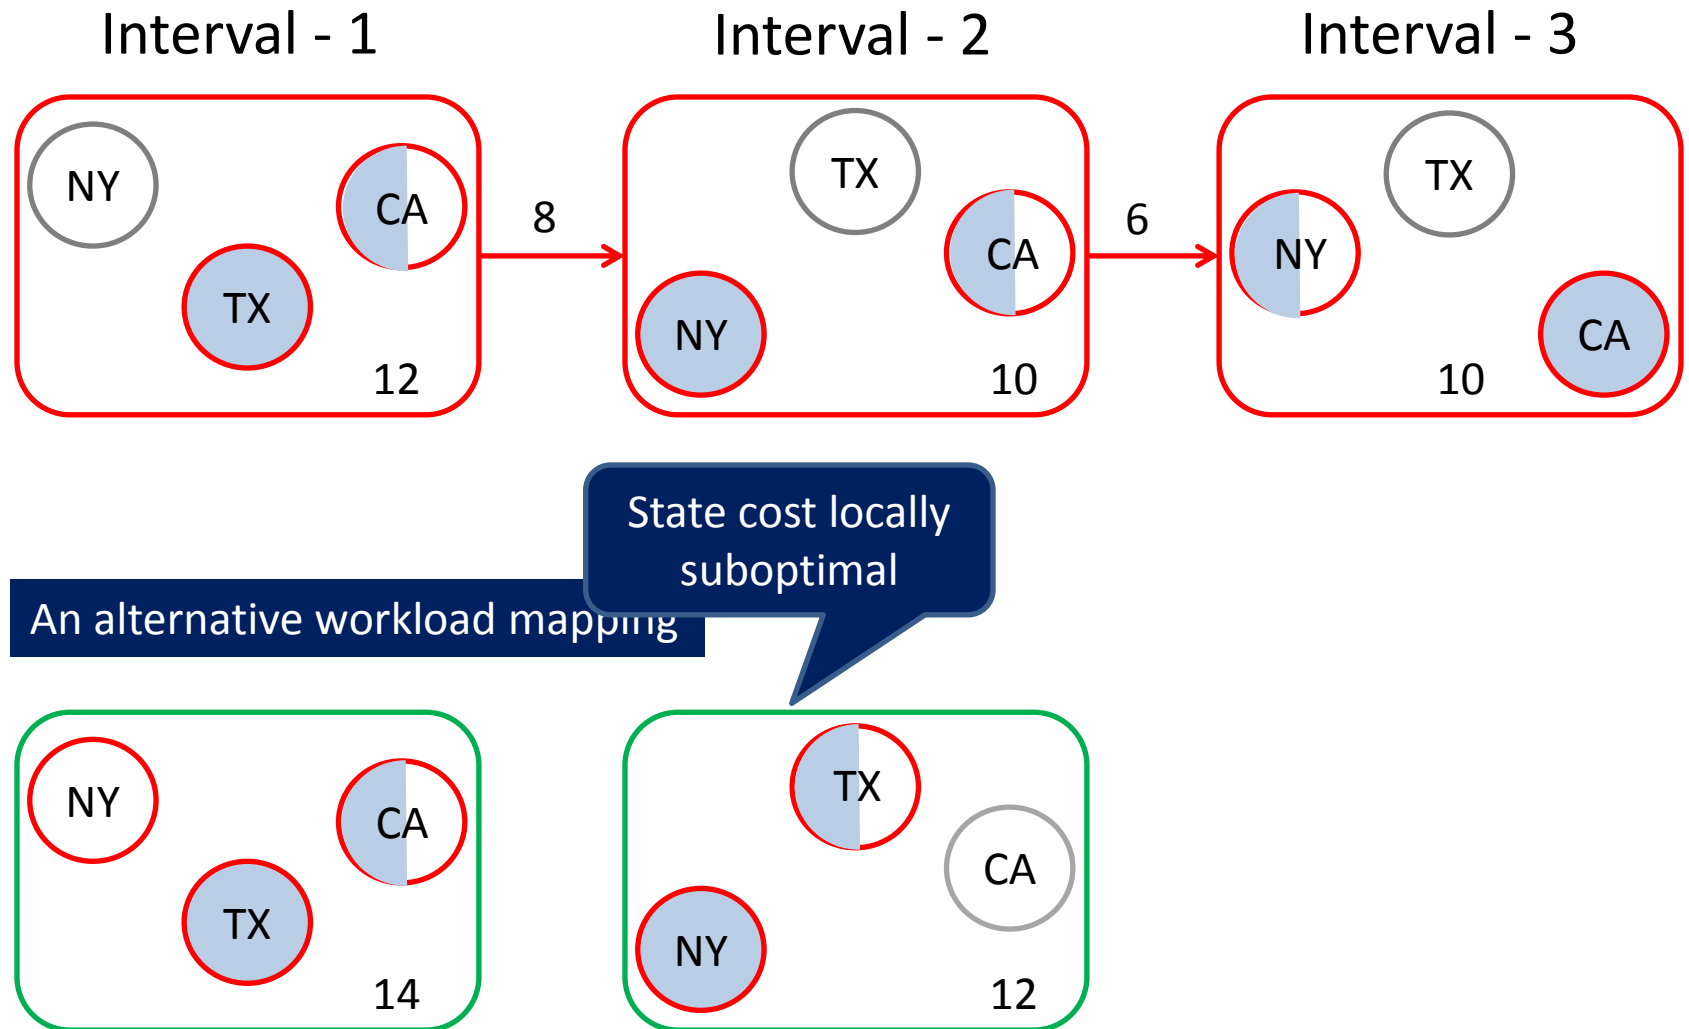 Interval - 1
Interval - 2
Interval - 3
NY
CA
TX
12
8
TX
CA
NY
10
6
TX
NY
CA
10
State cost locally
suboptimal
An alternative workload mapping
NY
CA
TX
14
TX
CA
NY
12